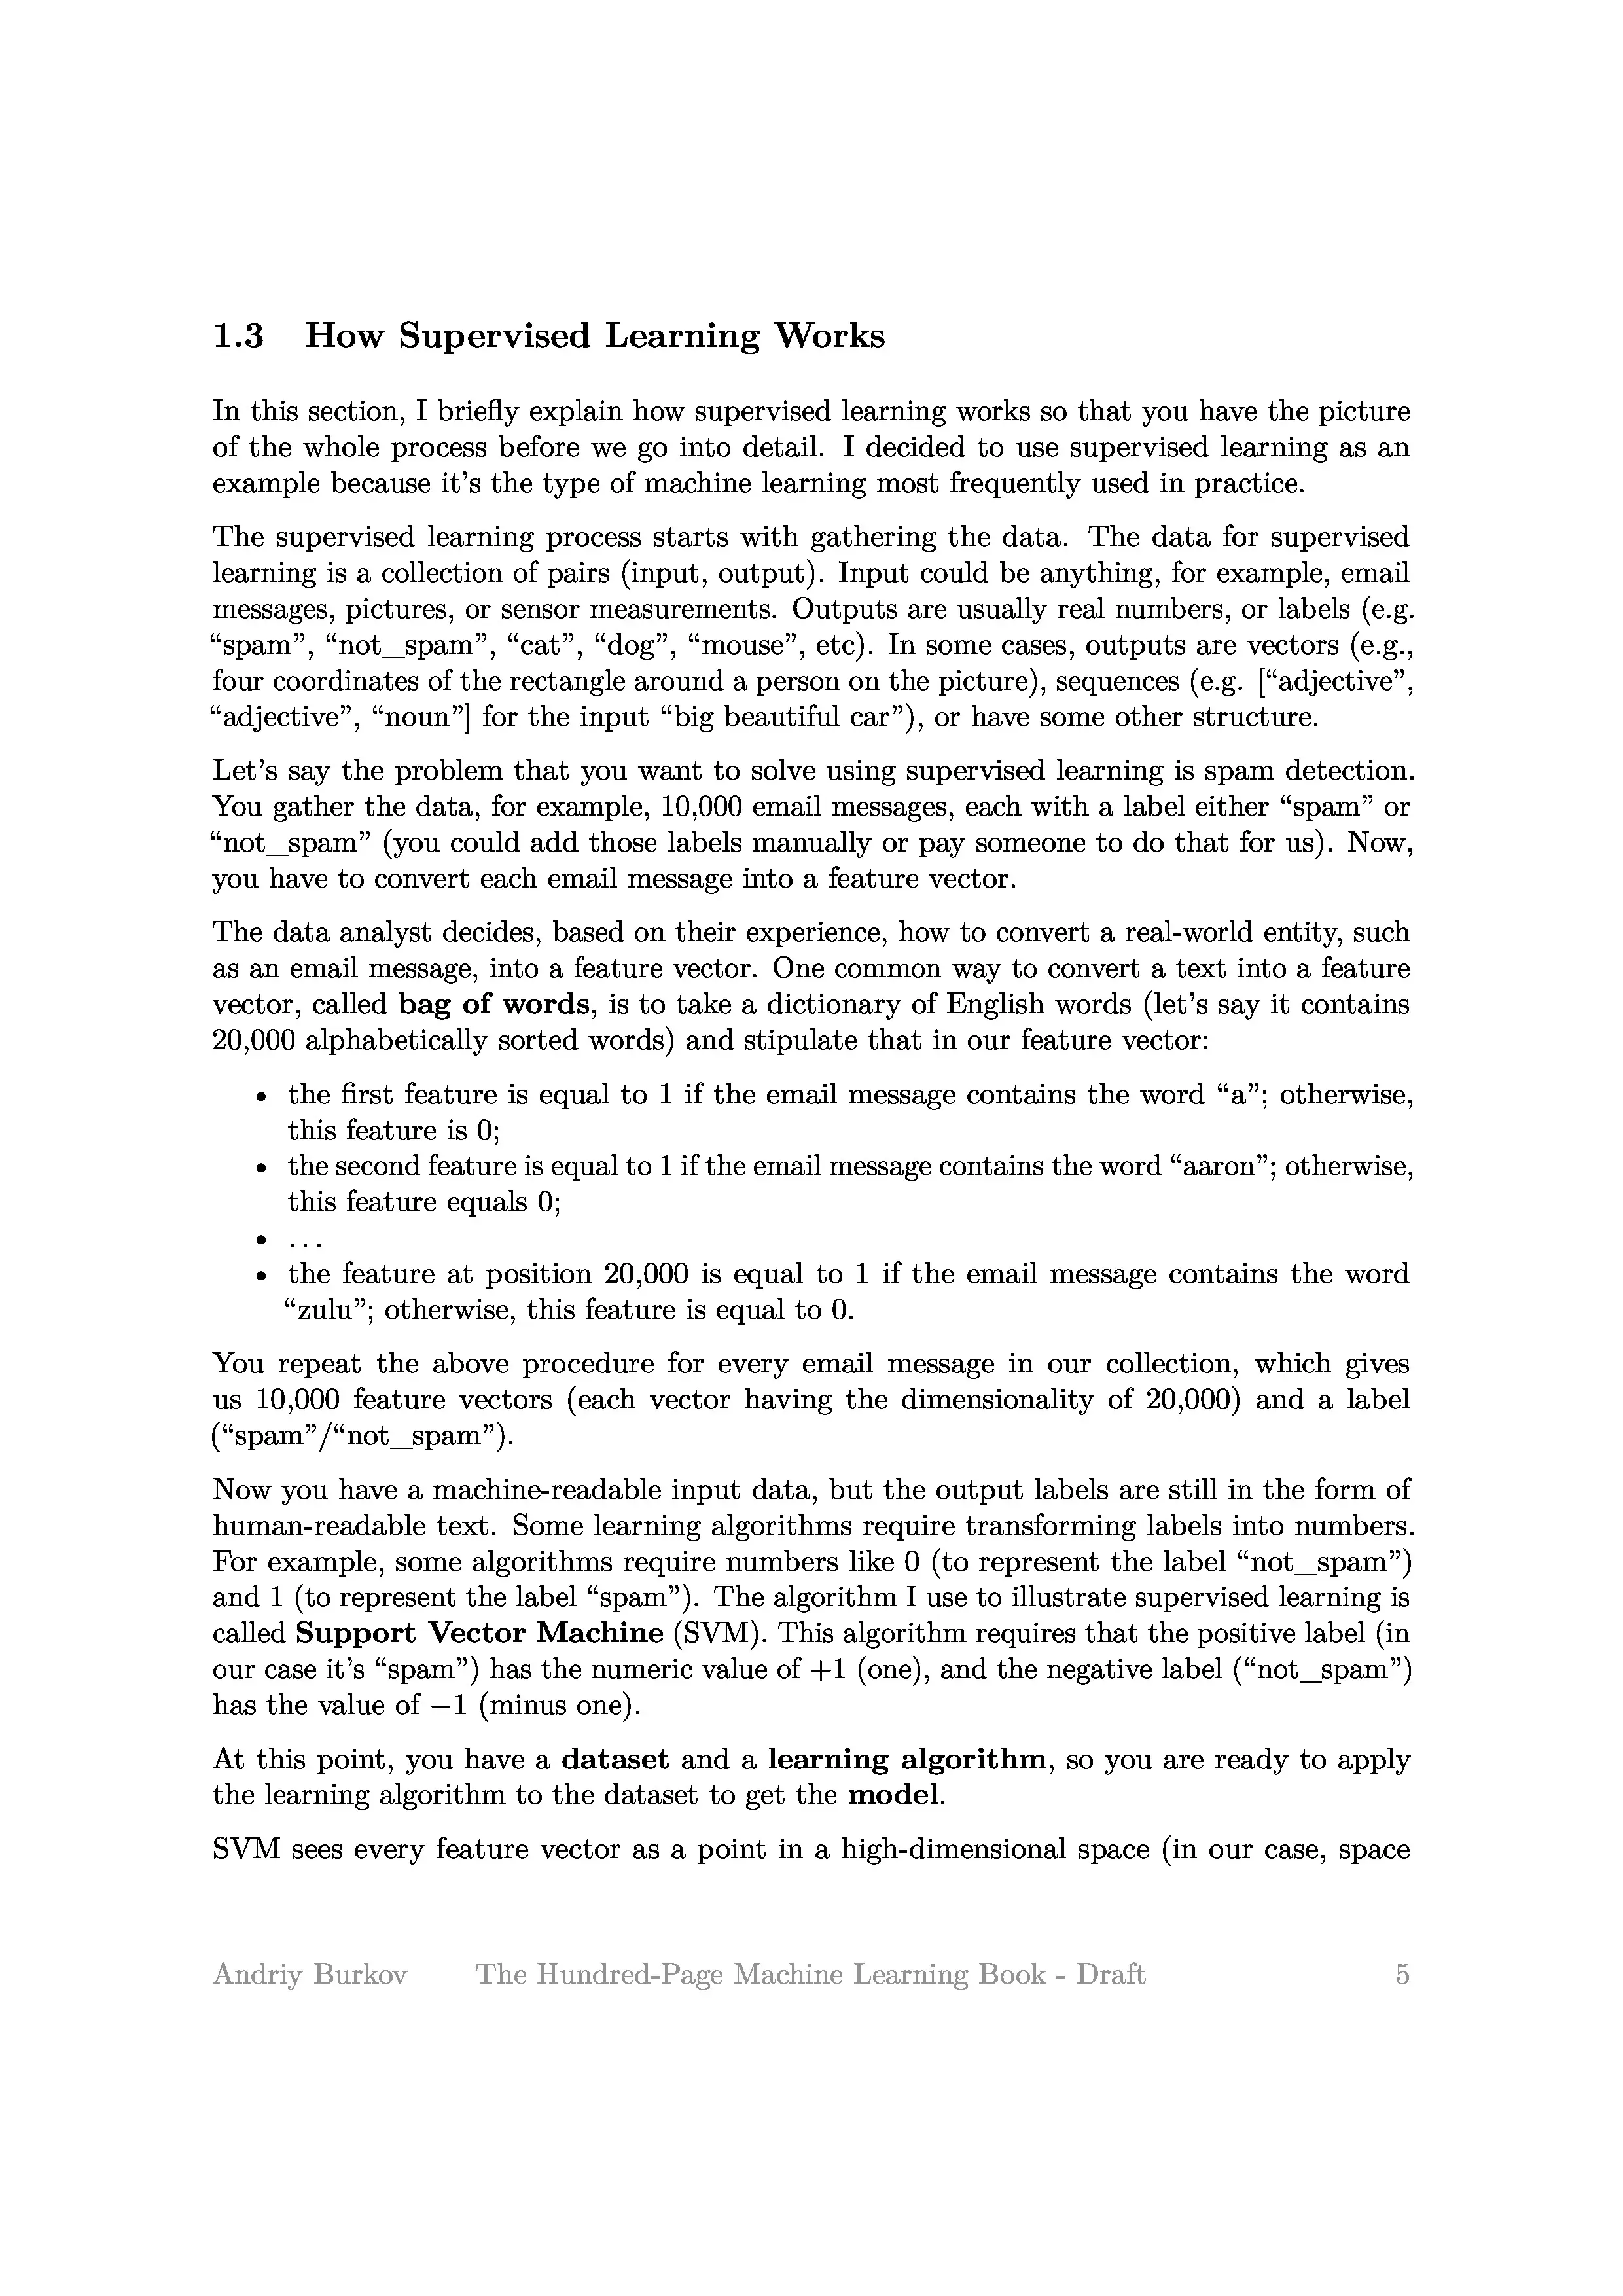 1.3 How Supervised Learning Works
In this section, I briefly explain how supervised learning works so that you have the picture
of the whole process before we go into detail. I decided to use supervised learning as an
example because it’s the type of machine learning most frequently used in practice.
The supervised learning process starts with gathering the data. The data for supervised
learning is a collection of pairs (input, output). Input could be anything, for example, email
messages, pictures, or sensor measurements. Outputs are usually real numbers, or labels (e.g.
“spam”, “not_spam”, “cat”, “dog”, “mouse”, etc). In some cases, outputs are vectors (e.g.,
four coordinates of the rectangle around a person on the picture), sequences (e.g. [“adjective”,
“adjective”, “noun”] for the input “big beautiful car”), or have some other structure.
Let’s say the problem that you want to solve using supervised learning is spam detection.
You gather the data, for example, 10,000 email messages, each with a label either “spam” or
“not_spam” (you could add those labels manually or pay someone to do that for us). Now,
you have to convert each email message into a feature vector.
The data analyst decides, based on their experience, how to convert a real-world entity, such
as an email message, into a feature vector. One common way to convert a text into a feature
vector, called bag of words, is to take a dictionary of English words (let’s say it contains
20,000 alphabetically sorted words) and stipulate that in our feature vector:
• the first feature is equal to 1 if the email message contains the word “a”; otherwise,
this feature is 0;
• the second feature is equal to 1 if the email message contains the word “aaron”; otherwise,
this feature equals 0;
• . . .
• the feature at position 20,000 is equal to 1 if the email message contains the word
“zulu”; otherwise, this feature is equal to 0.
You repeat the above procedure for every email message in our collection, which gives
us 10,000 feature vectors (each vector having the dimensionality of 20,000) and a label
(“spam”/“not_spam”).
Now you have a machine-readable input data, but the output labels are still in the form of
human-readable text. Some learning algorithms require transforming labels into numbers.
For example, some algorithms require numbers like 0 (to represent the label “not_spam”)
and 1 (to represent the label “spam”). The algorithm I use to illustrate supervised learning is
called Support Vector Machine (SVM). This algorithm requires that the positive label (in
our case it’s “spam”) has the numeric value of +1 (one), and the negative label (“not_spam”)
has the value of −1 (minus one).
At this point, you have a dataset and a learning algorithm, so you are ready to apply
the learning algorithm to the dataset to get the model.
SVM sees every feature vector as a point in a high-dimensional space (in our case, space
Andriy Burkov The Hundred-Page Machine Learning Book - Draft 5